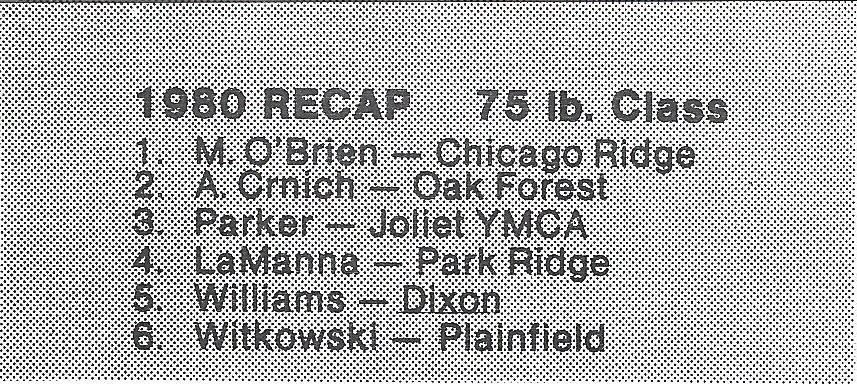 1980 RECAP 75 lb. Class
1. M. O'Brien — Chicago Ridge
2. A. Crnich — Oak Forest
3. Parker — Joliet YMCA
4. LaManna — Park Ridge
5. Williams — Dixon
6. Witkowski — Plainfield